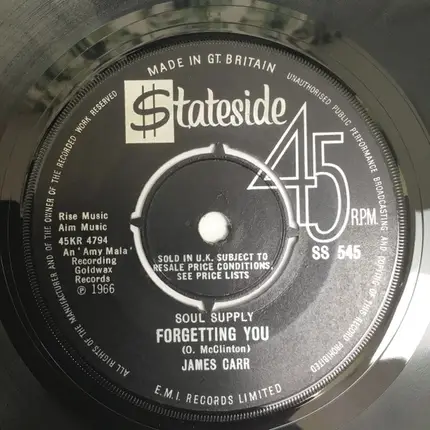 MADE IN GT. BRITAIN
UNAUTHORISED PUBLIC PERFORMANCE BROADCASTING AND COPYING OF THIS RECORD PROHIBITED
ALL RIGHTS OF THE MANUFACTURER AND OF THE OWNER OF THE RECORDED WORK RESERVED
$tateside
45 RPM
SS 545
Rise Music
Aim Music
45KR 4794
An 'Amy Mala'
Recording
Goldwax
Records
℗ 1966
SOLD IN U.K. SUBJECT TO
RESALE PRICE CONDITIONS,
SEE PRICE LISTS
SOUL SUPPLY
FORGETTING YOU
(O. McClinton)
JAMES CARR
E.M.I. RECORDS LIMITED